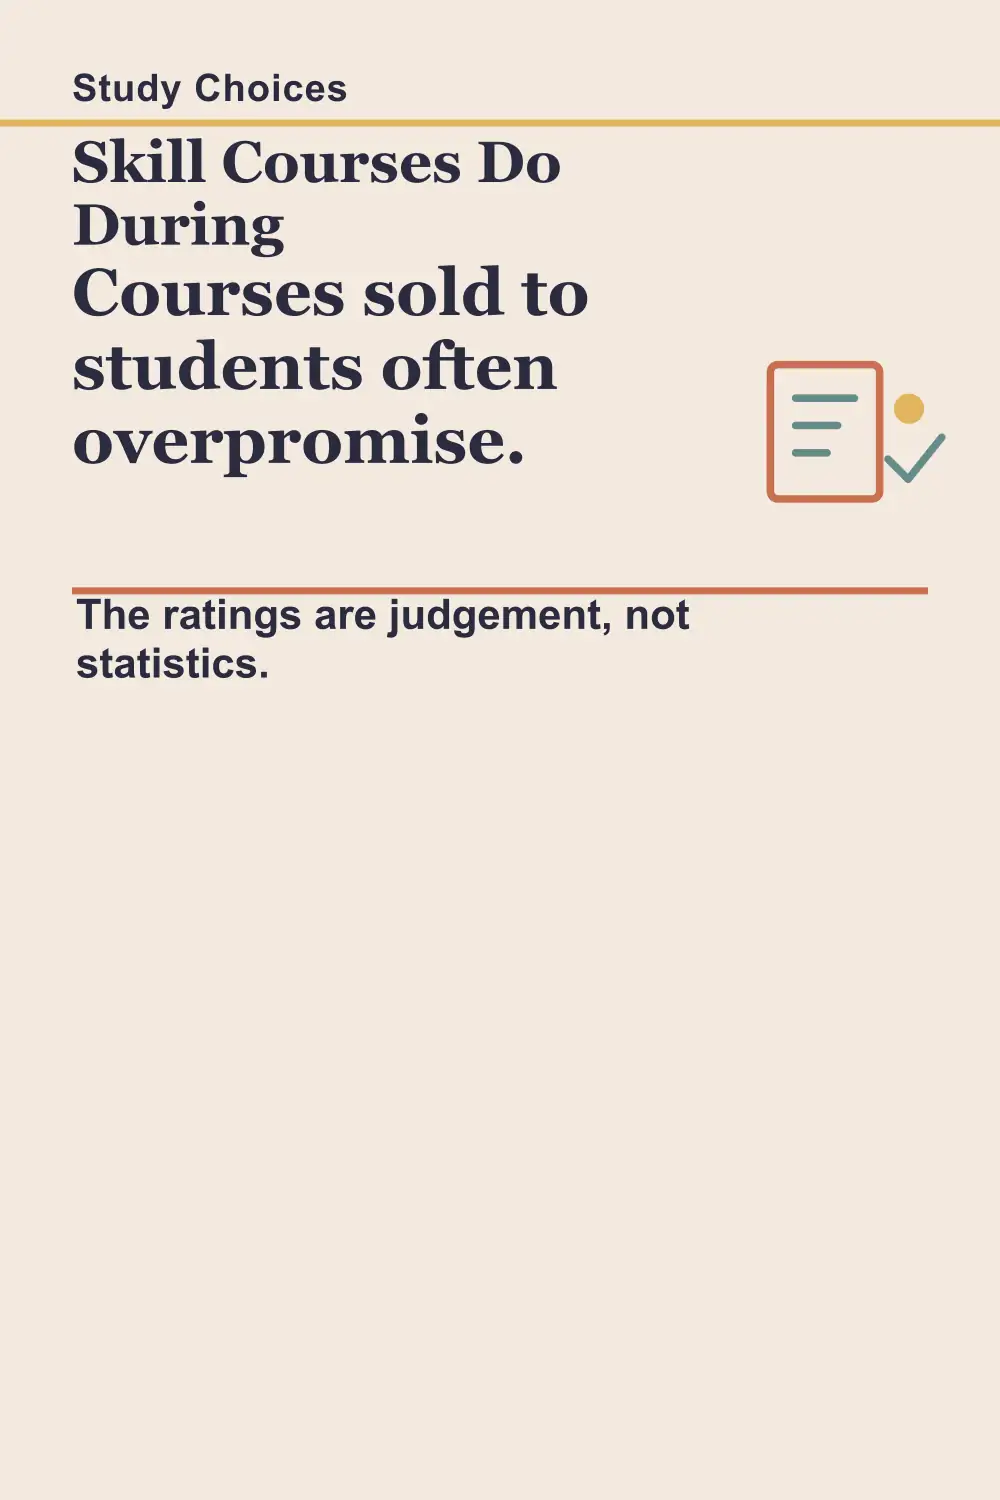 Study Choices
Skill Courses Do
During
Courses sold to
students often
overpromise.
The ratings are judgement, not
statistics.